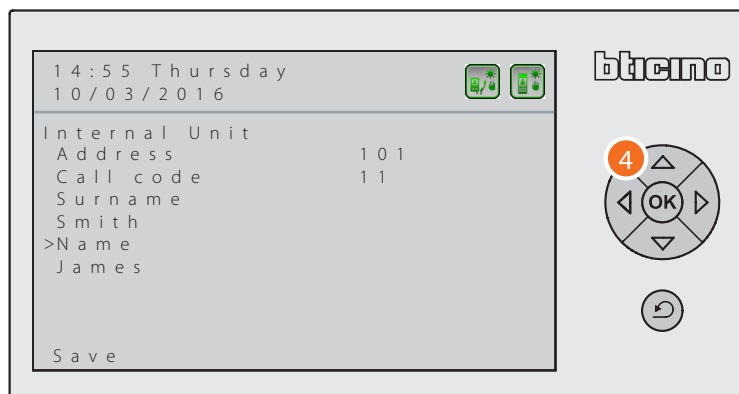 14:55 Thursday
10/03/2016
bticino
Internal Unit
Address 101
Call code 11
Surname
Smith
>Name
James
Save
4
OK